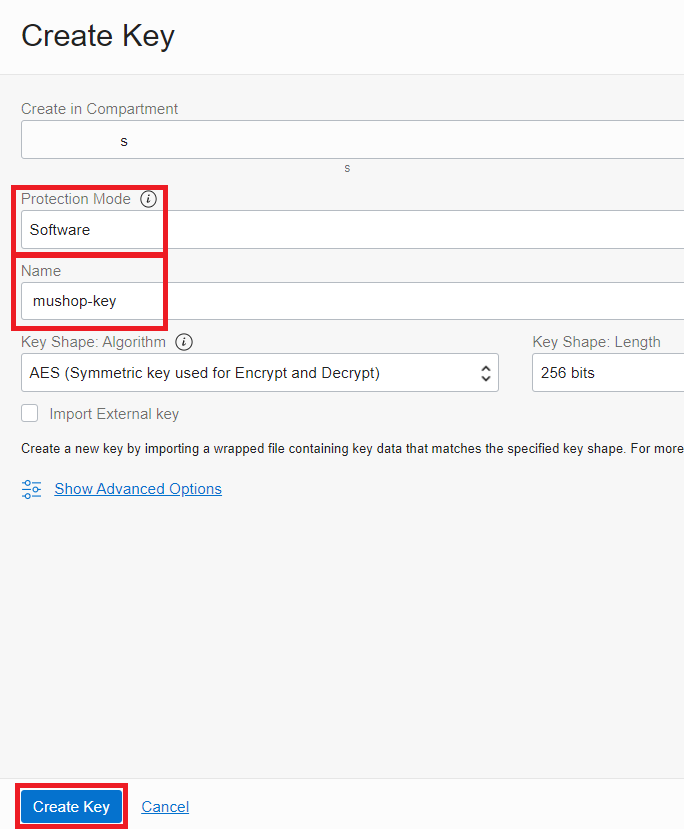 Create Key
Create in Compartment
s
s
Protection Mode
Software
Name
mushop-key
Key Shape: Algorithm
Key Shape: Length
AES (Symmetric key used for Encrypt and Decrypt)
256 bits
Import External key
Create a new key by importing a wrapped file containing key data that matches the specified key shape. For more
Show Advanced Options
Create Key
Cancel